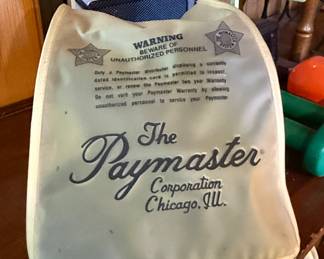 WARNING
BEWARE OF
UNAUTHORIZED PERSONNEL
Only a Paymaster distributor displaying a currently
dated identification card is permitted to inspect,
service, or renew the Paymaster two year Warranty
Do not void your Paymaster Warranty by allowing
unauthorized personnel to service your Paymaster.
The
Paymaster®
Corporation
Chicago, Ill.